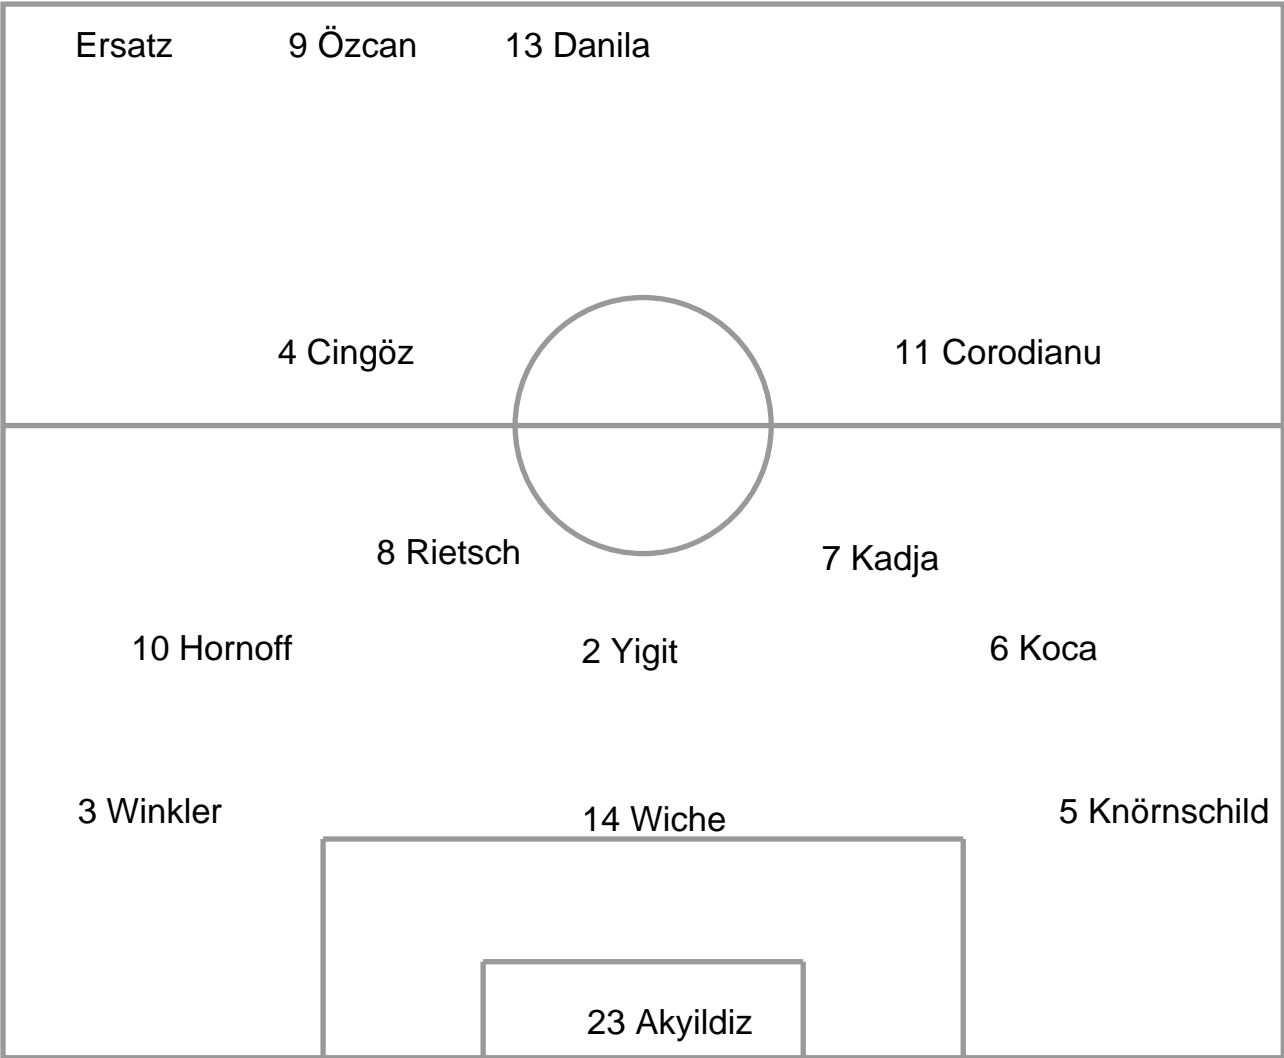 Ersatz 9 Özcan 13 Danila
4 Cingöz 11 Corodianu
8 Rietsch 7 Kadja
10 Hornoff 2 Yigit 6 Koca
3 Winkler 14 Wiche 5 Knörnschild
23 Akyildiz